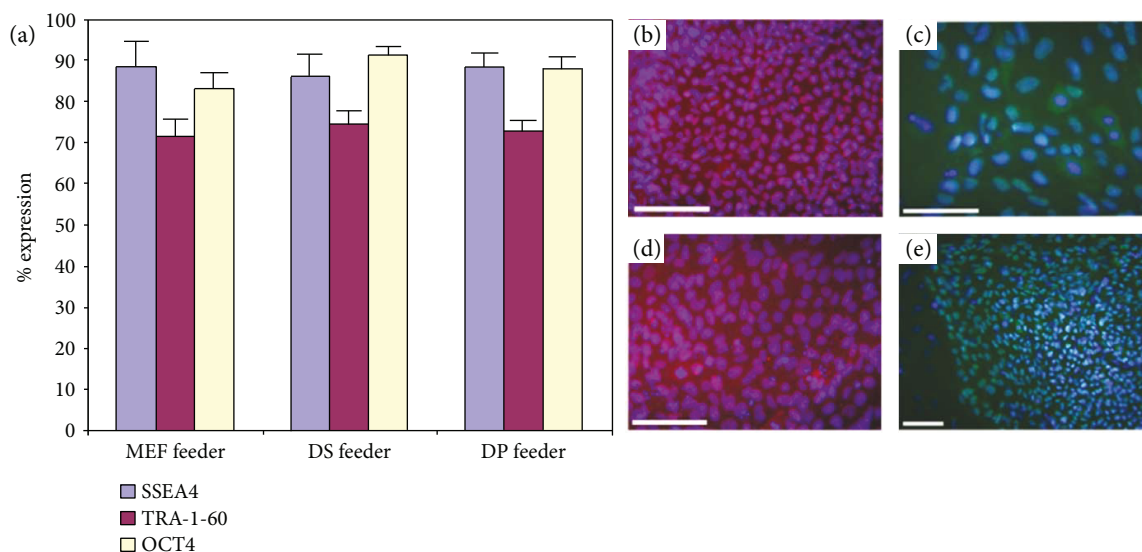 (a)
100
90
80
70
60
50
40
30
20
10
0
% expression
MEF feeder
DS feeder
DP feeder
SSEA4
TRA-1-60
OCT4
(b)
(c)
(d)
(e)